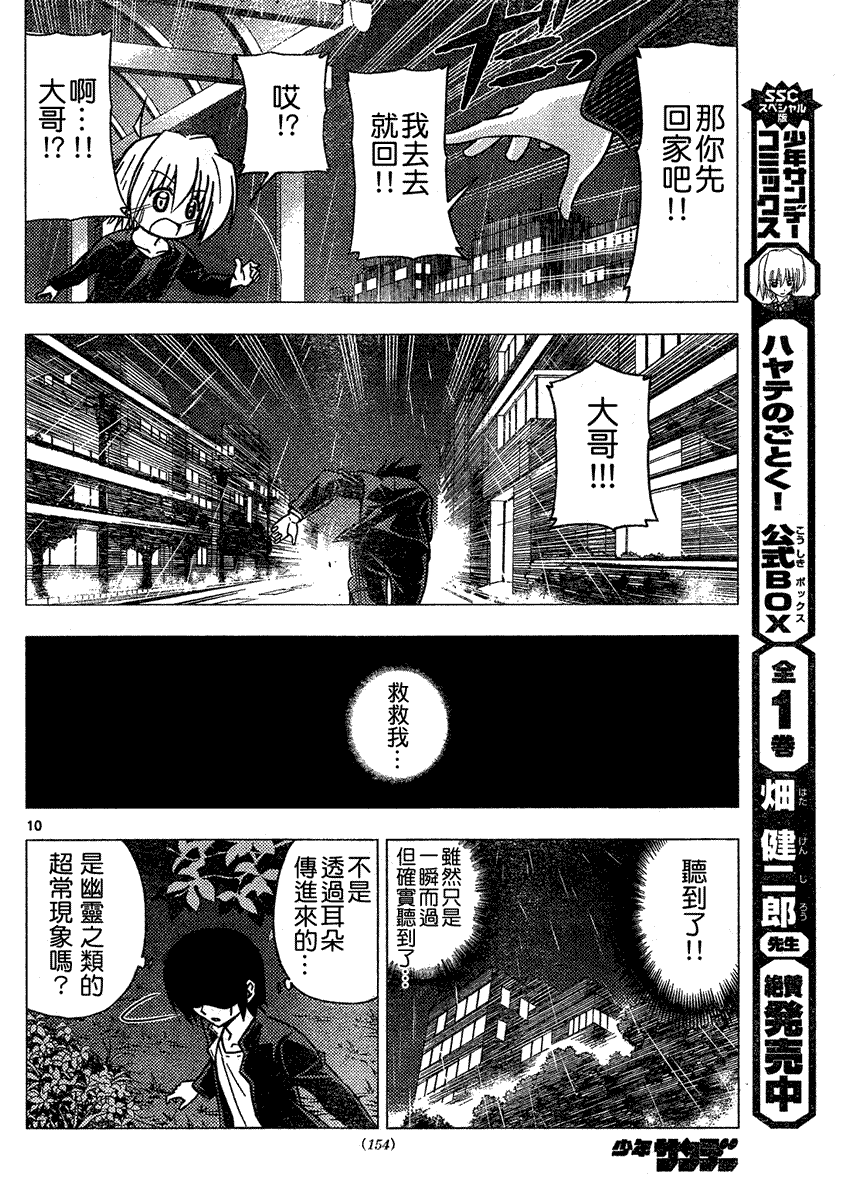 那你先
回家吧!!
我去去
就回!!
哎!?
啊…!!
大哥!?
大哥!!!
救救我…
聽到了!!
雖然只是
一瞬而過
但確實聽到了…
不是
透過耳朵
傳進來的…
是幽靈之類的
超常現象嗎?
10
(154)
少年サンデー
SSC
スペシャル
版
少年サンデー
コミックス
ハヤテのごとく!
公式BOX
こうしき ボックス
全1巻
畑 健二郎
はた けん じ ろう
先生
絶賛
発売中